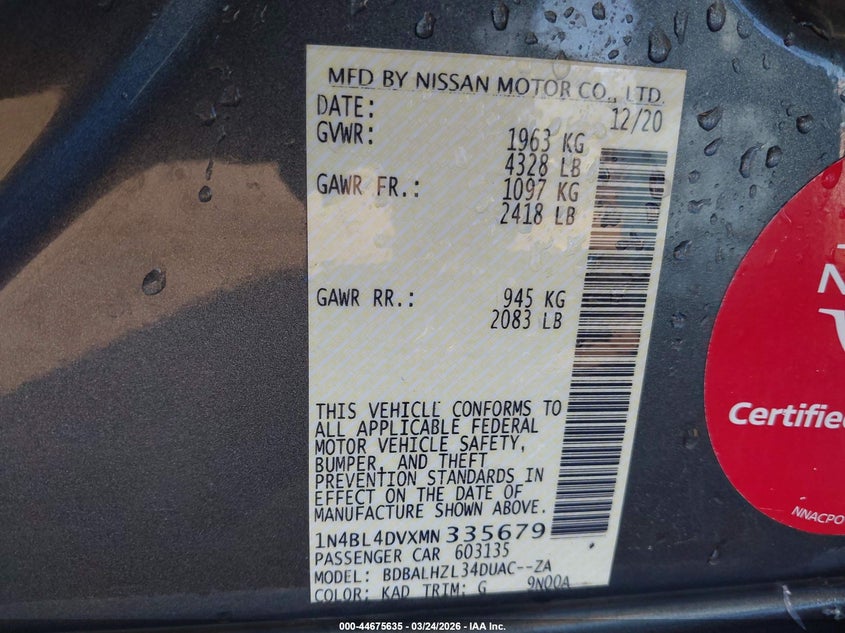 MFD BY NISSAN MOTOR CO., LTD.
DATE: 12/20
GVWR: 1963 KG
4328 LB
GAWR FR.: 1097 KG
2418 LB
GAWR RR.: 945 KG
2083 LB
THIS VEHICLE CONFORMS TO
ALL APPLICABLE FEDERAL
MOTOR VEHICLE SAFETY,
BUMPER, AND THEFT
PREVENTION STANDARDS IN
EFFECT ON THE DATE OF
MANUFACTURE SHOWN ABOVE.
1N4BL4DVXMN335679
PASSENGER CAR 603135
MODEL: BDBALHZL34DUAC--ZA
COLOR: KAD TRIM: G 9N00A
Certified
NNACPO
000-44675635 - 03/24/2026 - IAA Inc.